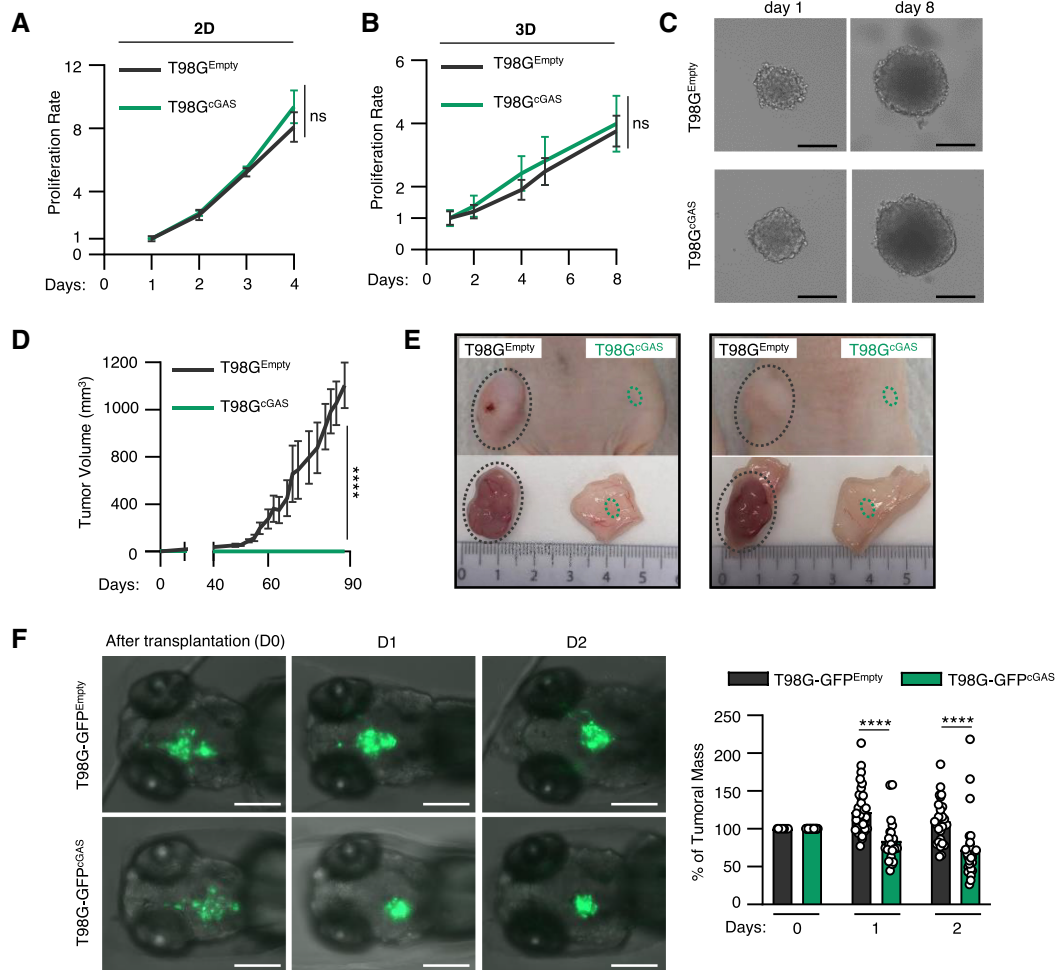 A
2D
T98GEmpty
T98GcGAS
Proliferation Rate
12
8
4
1
0
ns
Days: 0 1 2 3 4
B
3D
T98GEmpty
T98GcGAS
Proliferation Rate
6
4
2
1
0
ns
Days: 0 2 4 6 8
C
day 1 day 8
T98GEmpty
T98GcGAS
D
T98GEmpty
T98GcGAS
Tumor Volume (mm3)
1200
1000
800
400
0
****
Days: 0 40 60 90
E
T98GEmpty T98GcGAS
0 1 2 3 4 5 6
T98GEmpty T98GcGAS
0 1 2 3 4 5
F
After transplantation (D0) D1 D2
T98G-GFPEmpty
T98G-GFPcGAS
T98G-GFPEmpty T98G-GFPcGAS
% of Tumoral Mass
250
200
150
100
50
0
**** ****
Days: 0 1 2